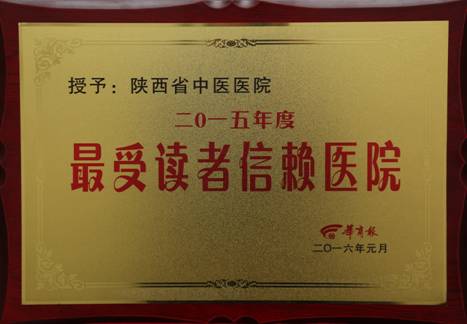 授予：陕西省中医医院
二0一五年度
最受读者信赖医院
华商报
二〇一六年元月